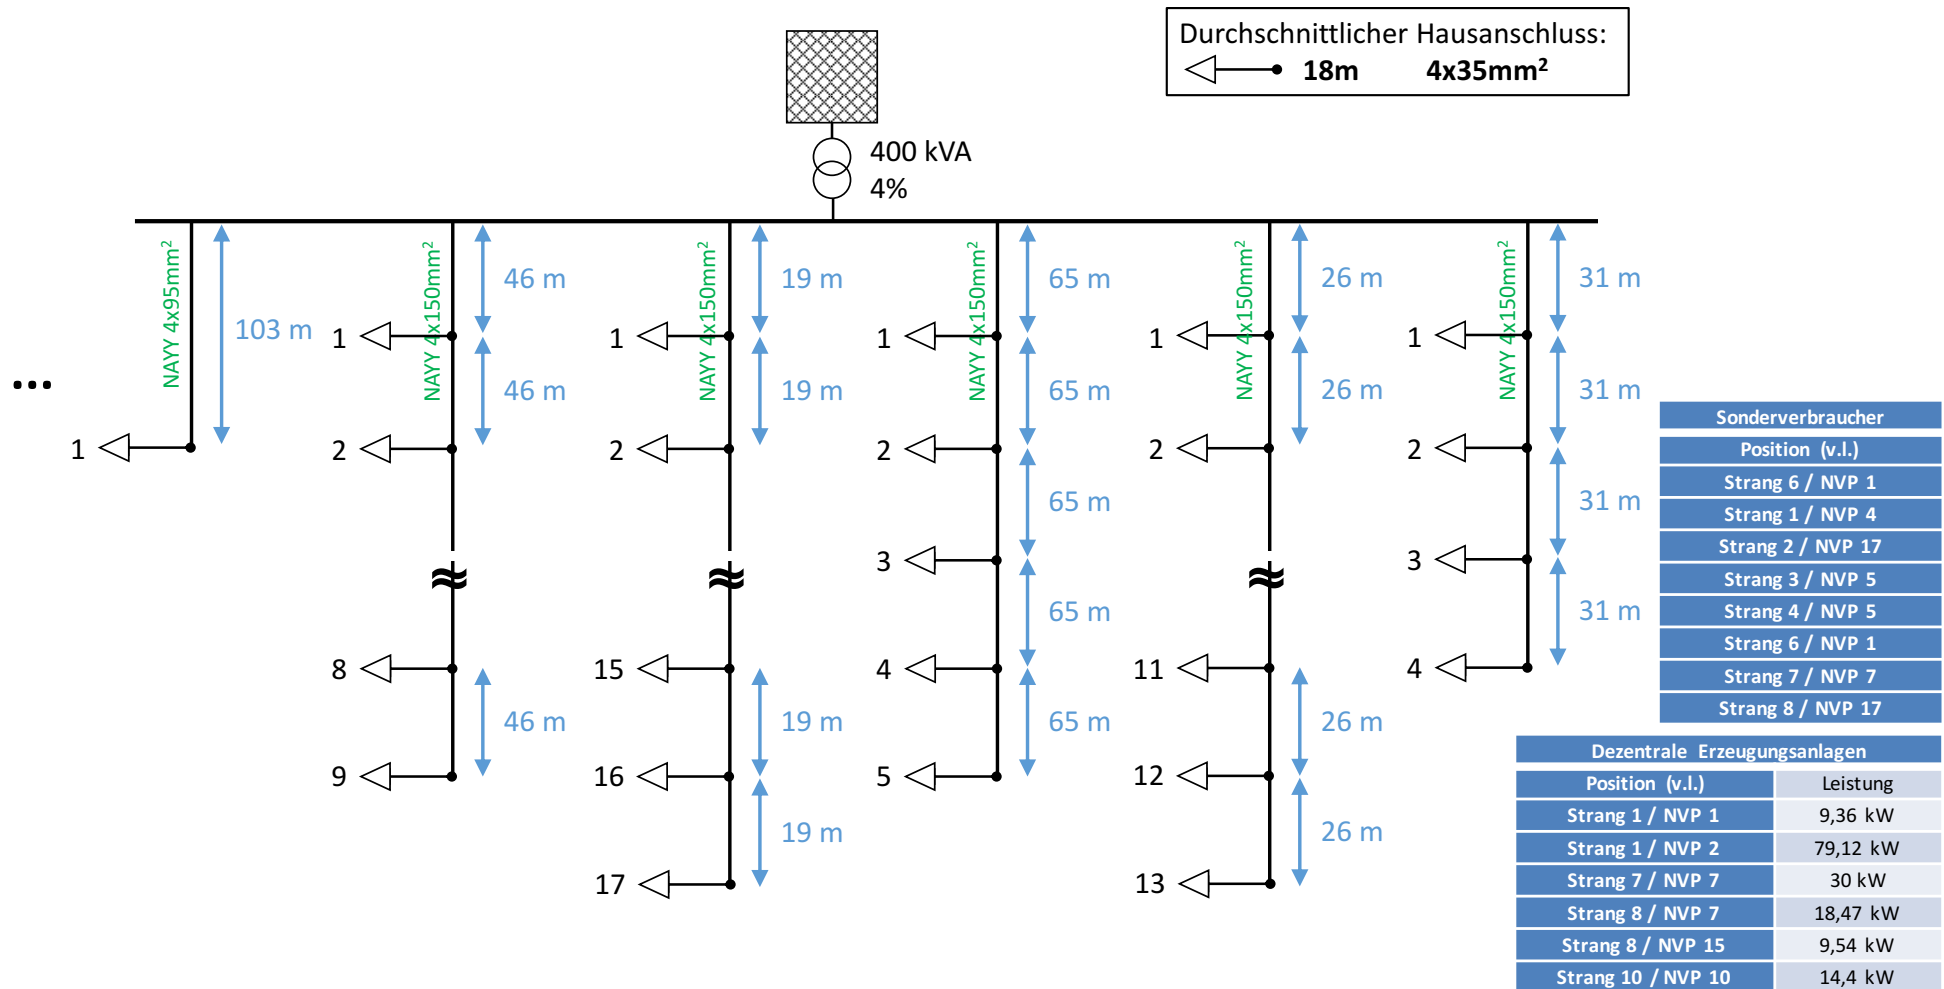 Durchschnittlicher Hausanschluss:
18m 4x35mm²
400 kVA
4%
NAYY 4x95mm²
103 m
1
NAYY 4x150mm²
46 m
1
46 m
2
8
46 m
9
NAYY 4x150mm²
19 m
1
19 m
2
15
19 m
16
19 m
17
NAYY 4x150mm²
65 m
1
65 m
2
65 m
3
65 m
4
65 m
5
NAYY 4x150mm²
26 m
1
26 m
2
11
26 m
12
26 m
13
NAYY 4x150mm²
31 m
1
31 m
2
31 m
3
31 m
4
...
Sonderverbraucher
Position (v.l.)
Strang 6 / NVP 1
Strang 1 / NVP 4
Strang 2 / NVP 17
Strang 3 / NVP 5
Strang 4 / NVP 5
Strang 6 / NVP 1
Strang 7 / NVP 7
Strang 8 / NVP 17
Dezentrale Erzeugungsanlagen
Position (v.l.) Leistung
Strang 1 / NVP 1 9,36 kW
Strang 1 / NVP 2 79,12 kW
Strang 7 / NVP 7 30 kW
Strang 8 / NVP 7 18,47 kW
Strang 8 / NVP 15 9,54 kW
Strang 10 / NVP 10 14,4 kW